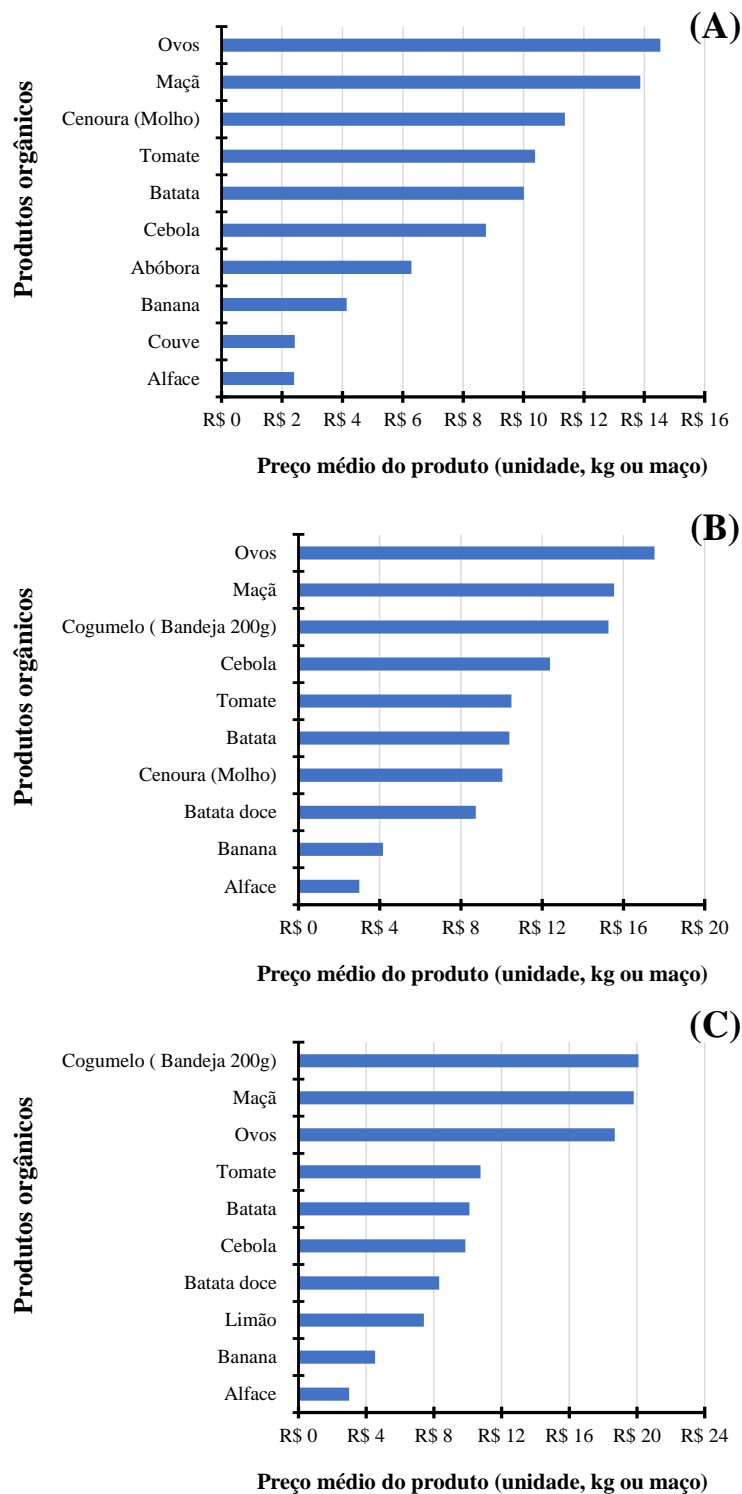 (A)
Produtos orgânicos
Ovos
Maçã
Cenoura (Molho)
Tomate
Batata
Cebola
Abóbora
Banana
Couve
Alface
R$ 0 R$ 2 R$ 4 R$ 6 R$ 8 R$ 10 R$ 12 R$ 14 R$ 16
Preço médio do produto (unidade, kg ou maço)
(B)
Produtos orgânicos
Ovos
Maçã
Cogumelo ( Bandeja 200g)
Cebola
Tomate
Batata
Cenoura (Molho)
Batata doce
Banana
Alface
R$ 0 R$ 4 R$ 8 R$ 12 R$ 16 R$ 20
Preço médio do produto (unidade, kg ou maço)
(C)
Produtos orgânicos
Cogumelo ( Bandeja 200g)
Maçã
Ovos
Tomate
Batata
Cebola
Batata doce
Limão
Banana
Alface
R$ 0 R$ 4 R$ 8 R$ 12 R$ 16 R$ 20 R$ 24
Preço médio do produto (unidade, kg ou maço)